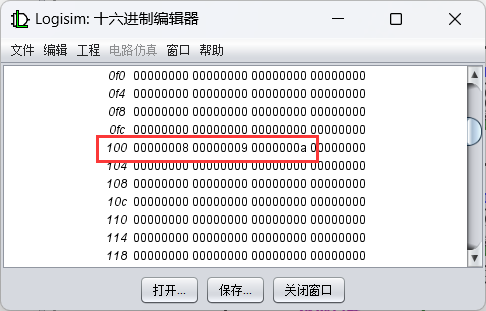 Logisim: 十六进制编辑器
文件 编辑 工程 电路仿真 窗口 帮助
0f0 00000000 00000000 00000000 00000000
0f4 00000000 00000000 00000000 00000000
0f8 00000000 00000000 00000000 00000000
0fc 00000000 00000000 00000000 00000000
100 00000008 00000009 0000000a 00000000
104 00000000 00000000 00000000 00000000
108 00000000 00000000 00000000 00000000
10c 00000000 00000000 00000000 00000000
110 00000000 00000000 00000000 00000000
114 00000000 00000000 00000000 00000000
118 00000000 00000000 00000000 00000000
打开... 保存... 关闭窗口